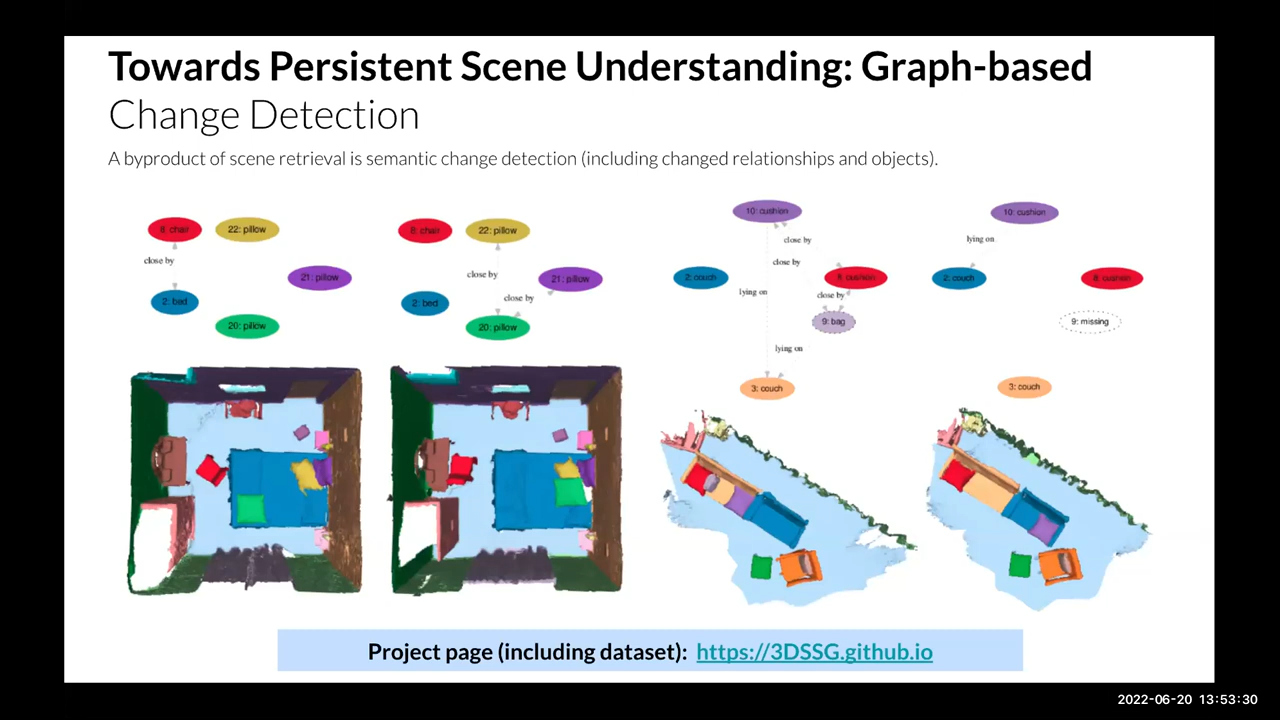 Towards Persistent Scene Understanding: Graph-based
Change Detection
A byproduct of scene retrieval is semantic change detection (including changed relationships and objects).
8: chair
22: pillow
close by
21: pillow
2: bed
20: pillow
8: chair
22: pillow
close by
21: pillow
close by
2: bed
20: pillow
10: cushion
close by
close by
2: couch
8: cushion
lying on
close by
9: bag
lying on
3: couch
10: cushion
lying on
2: couch
8: cushion
9: missing
3: couch
Project page (including dataset): https://3DSSG.github.io
2022-06-20 13:53:30